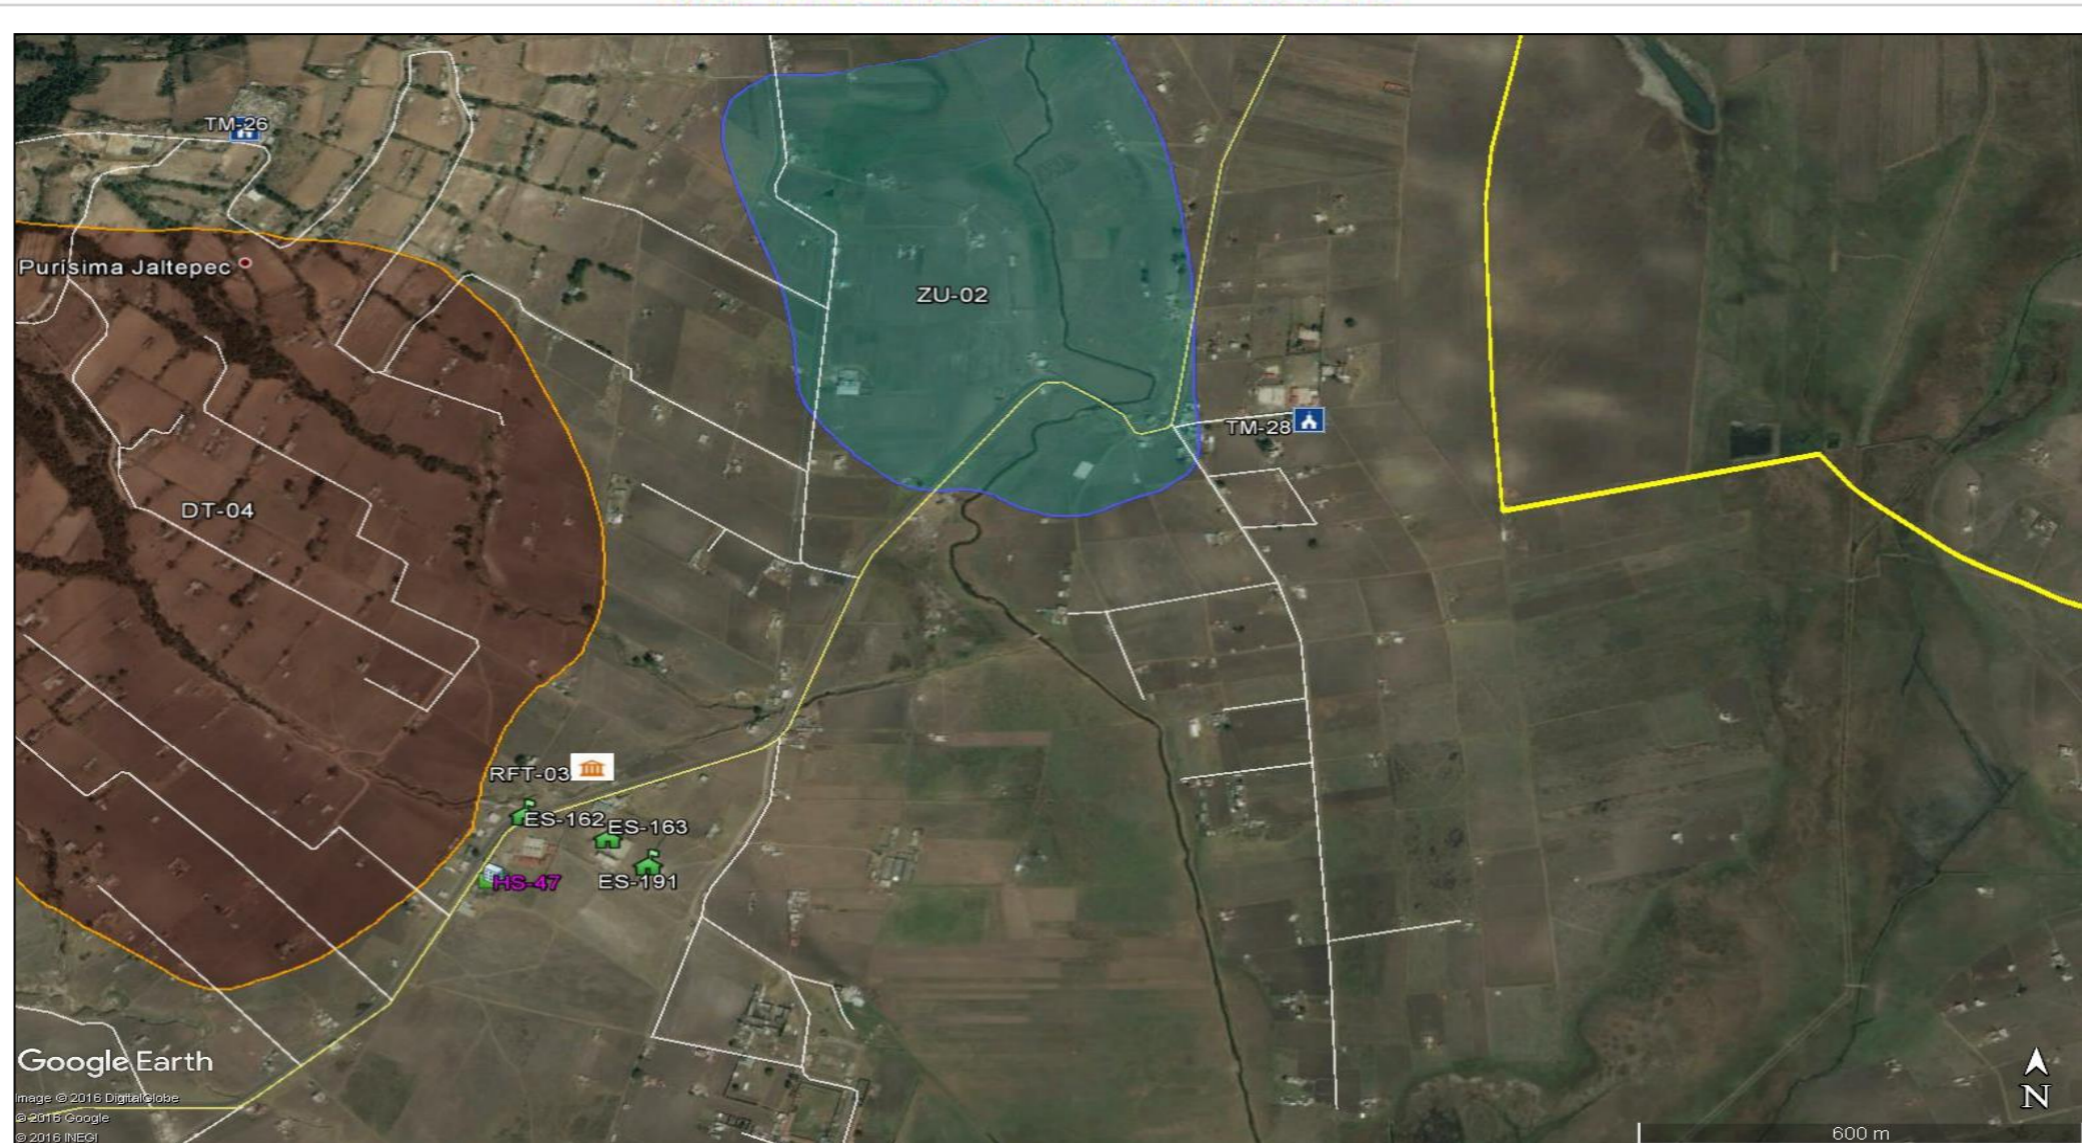 TM-26
Purísima Jaltepec
ZU-02
TM-28
DT-04
RFT-03
ES-162
ES-163
HS-47
ES-191
Google Earth
Image © 2016 DigitalGlobe
© 2016 Google
© 2016 INEGI
N
600 m